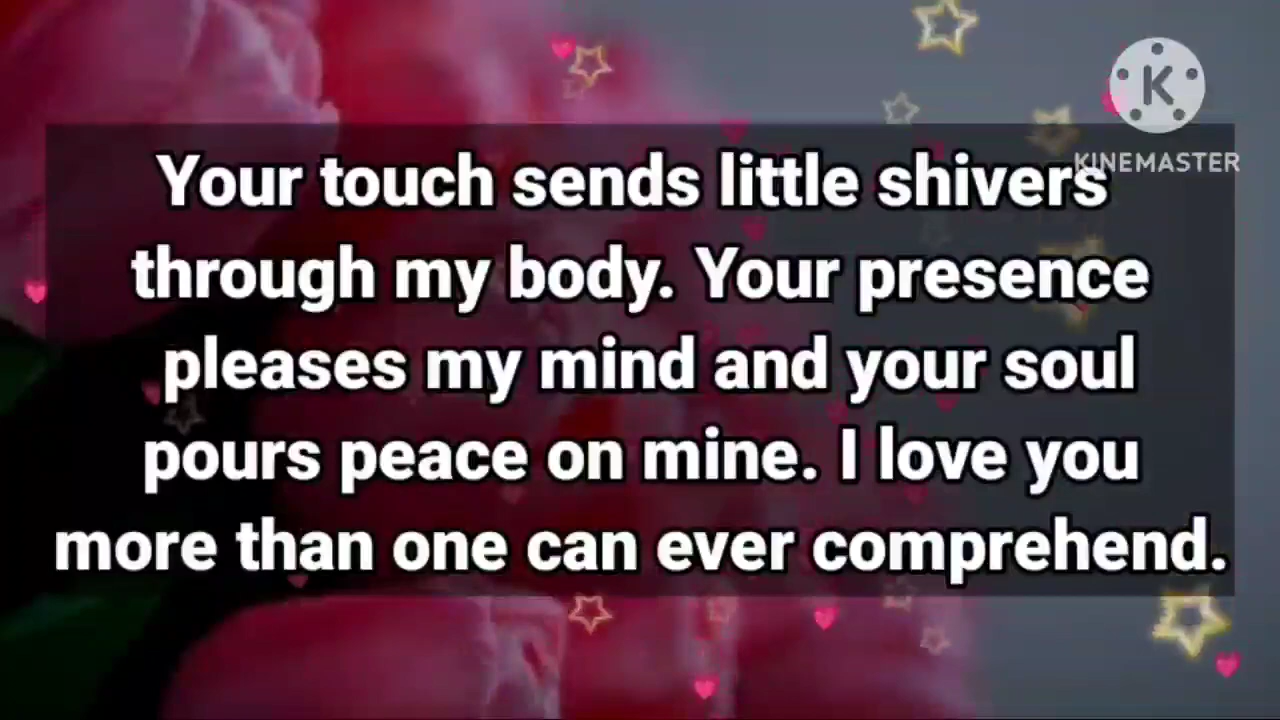 K
KINEMASTER
Your touch sends little shivers
through my body. Your presence
pleases my mind and your soul
pours peace on mine. I love you
more than one can ever comprehend.